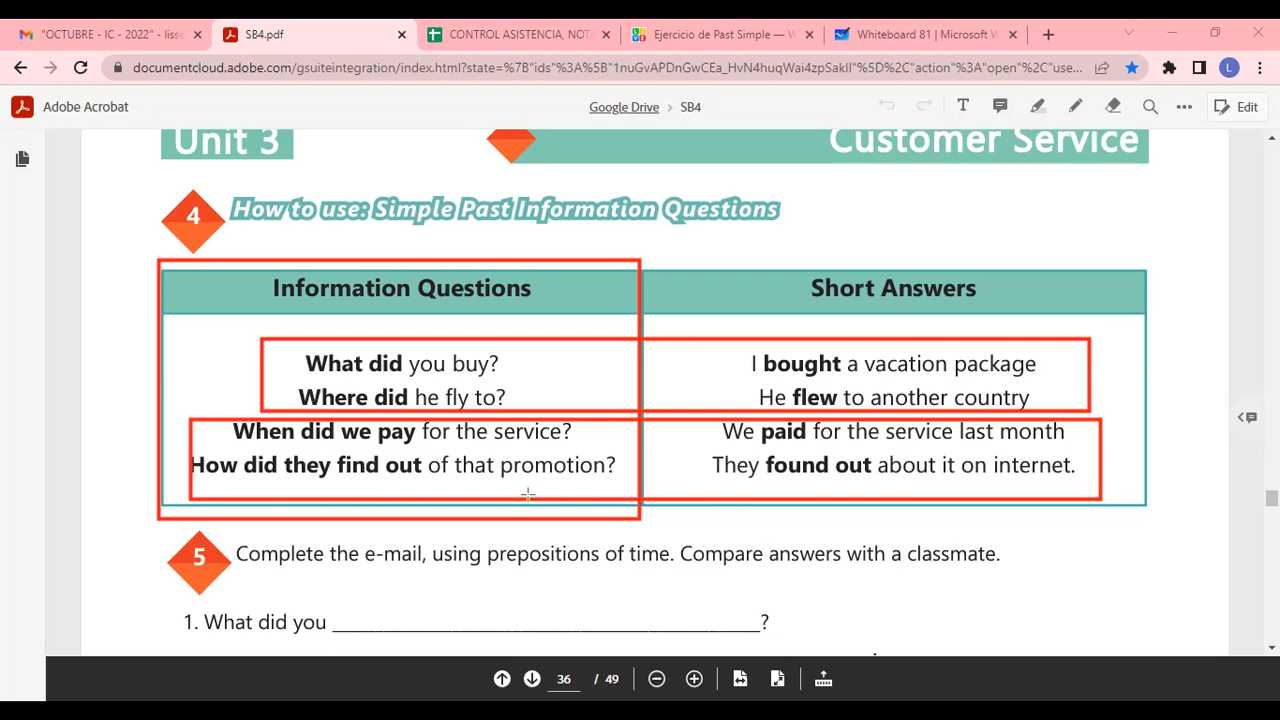 "OCTUBRE - IC - 2022" - lisse
SB4.pdf
CONTROL ASISTENCIA, NOTA
Ejercicio de Past Simple — W
Whiteboard 81 | Microsoft W
documentcloud.adobe.com/gsuiteintegration/index.html?state=%7B"ids"%3A%5B"1nuGvAPDnGwCEa_HvN4huqWai4zpSakII"%5D%2C"action"%3A"open"%2C"use...
L
Adobe Acrobat
Google Drive
SB4
Edit
Unit 3
Customer Service
4
How to use: Simple Past Information Questions
Information Questions
Short Answers
What did you buy?
I bought a vacation package
Where did he fly to?
He flew to another country
When did we pay for the service?
We paid for the service last month
How did they find out of that promotion?
They found out about it on internet.
5
Complete the e-mail, using prepositions of time. Compare answers with a classmate.
1. What did you ________________________________________?
36 / 49